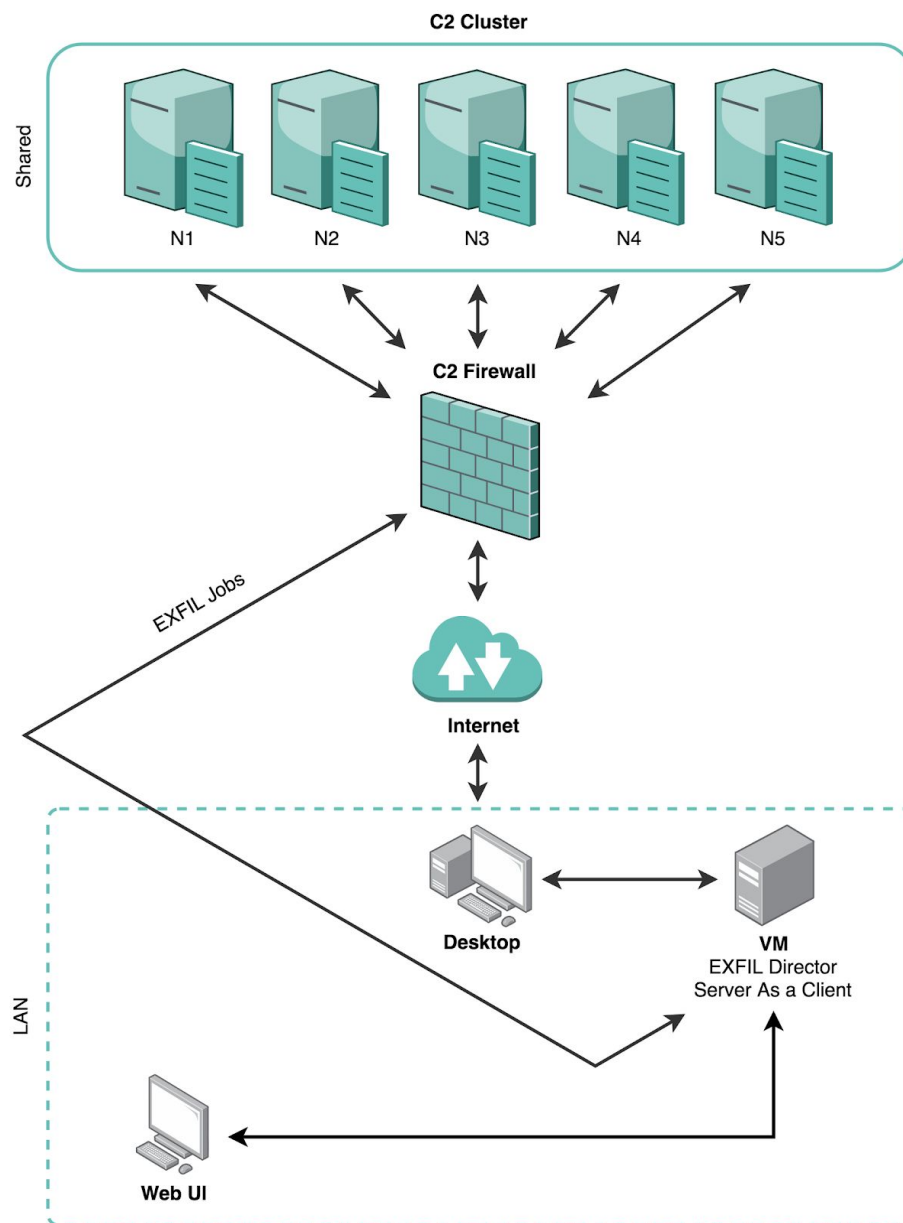 C2 Cluster
Shared
N1
N2
N3
N4
N5
C2 Firewall
EXFIL Jobs
Internet
LAN
Desktop
VM
EXFIL Director
Server As a Client
Web UI